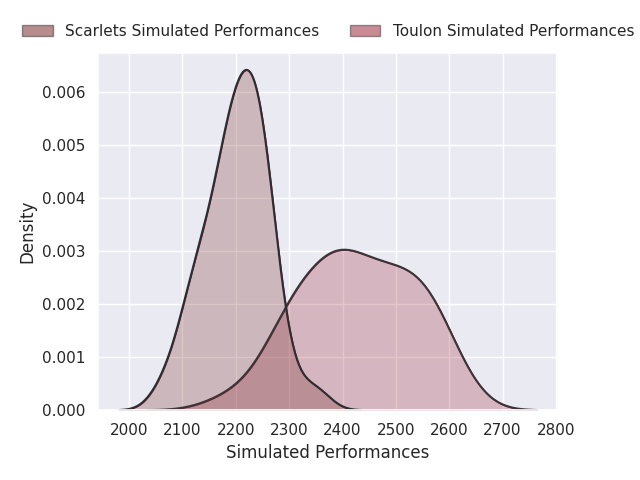 Scarlets Simulated Performances Toulon Simulated Performances
0.006
0.005
0.004
0.003
0.002
0.001
0.000
Density
2000 2100 2200 2300 2400 2500 2600 2700 2800
Simulated Performances